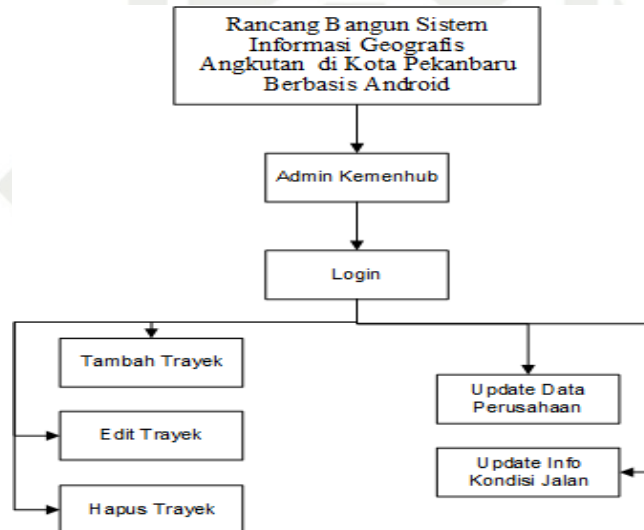 Rancang Bangun Sistem
Informasi Geografis
Angkutan di Kota Pekanbaru
Berbasis Android
Admin Kemenhub
Login
Tambah Trayek
Edit Trayek
Hapus Trayek
Update Data
Perusahaan
Update Info
Kondisi Jalan